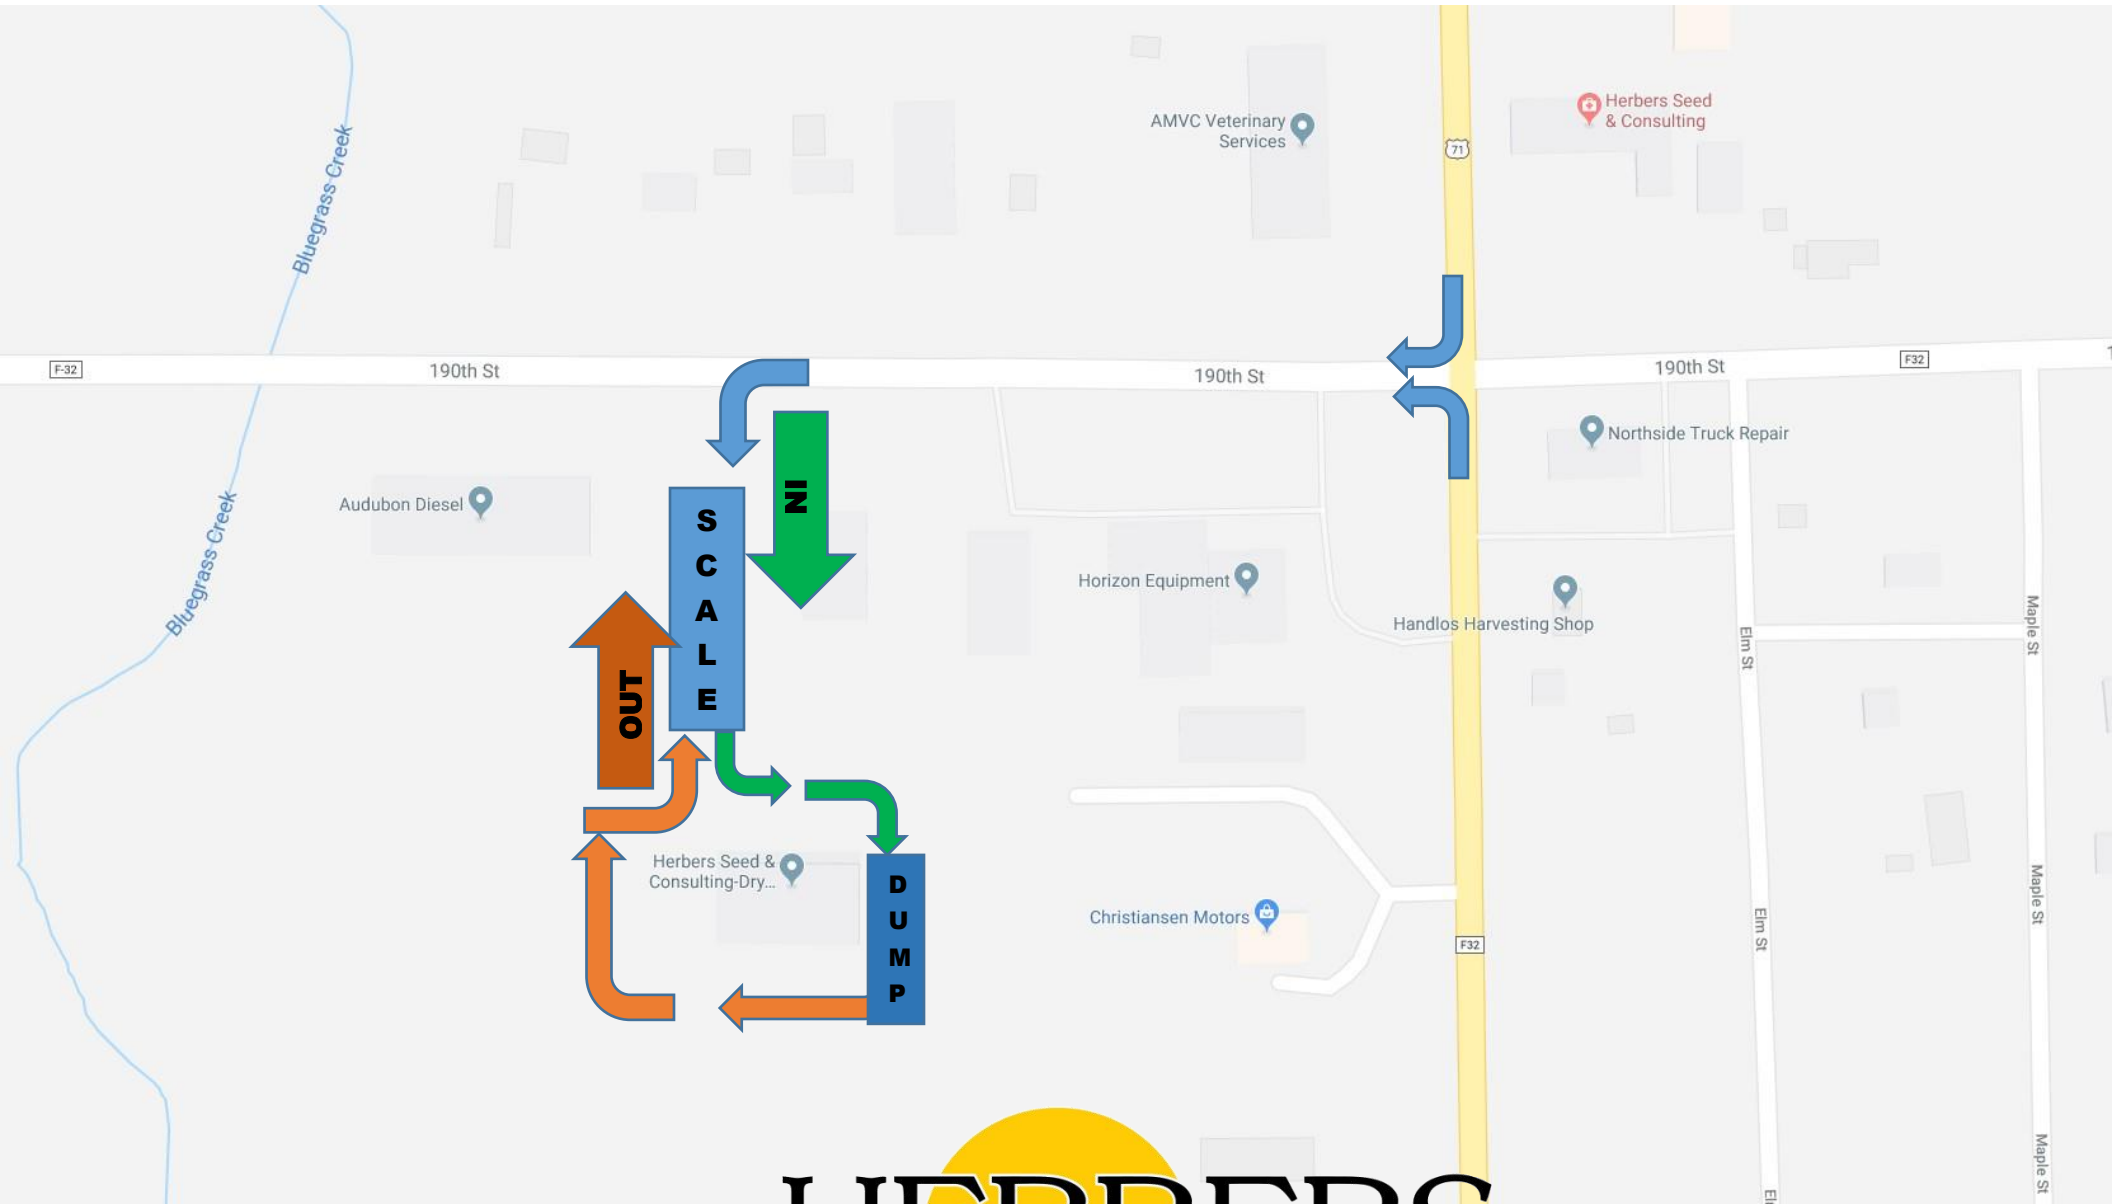 Herbers Seed
& Consulting
AMVC Veterinary
Services
71
Bluegrass Creek
F-32
190th St
190th St
190th St
F32
Northside Truck Repair
IN
Audubon Diesel
Bluegrass Creek
S
C
A
L
E
Horizon Equipment
Handlos Harvesting Shop
Elm St
Maple St
OUT
Herbers Seed &
Consulting-Dry...
D
U
M
P
Christiansen Motors
F32
Elm St
Maple St
Maple St
HERBERS